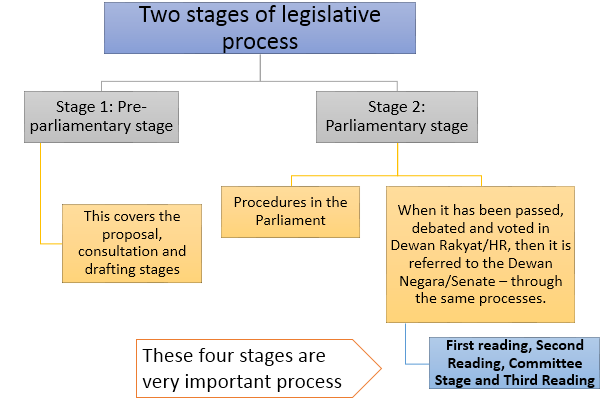 Two stages of legislative
process
Stage 1: Pre-
parliamentary stage
Stage 2:
Parliamentary stage
This covers the
proposal,
consultation and
drafting stages
Procedures in the
Parliament
When it has been passed,
debated and voted in
Dewan Rakyat/HR, then it is
referred to the Dewan
Negara/Senate – through
the same processes.
These four stages are
very important process
First reading, Second
Reading, Committee
Stage and Third Reading